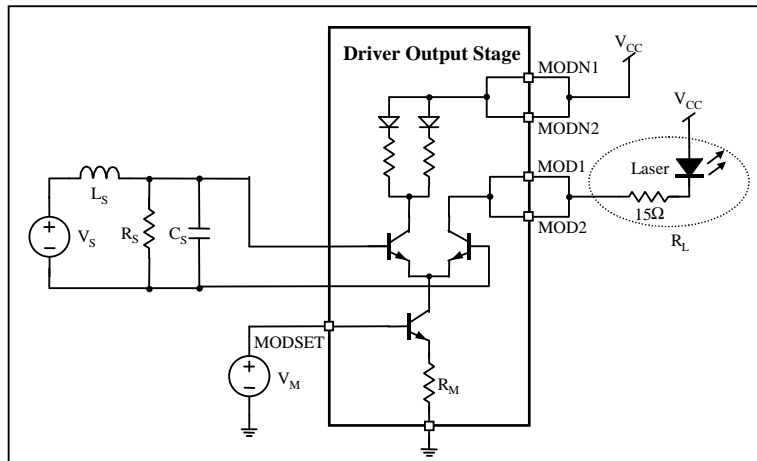 Driver Output Stage
MODN1
V_CC
MODN2
V_CC
MOD1
Laser
L_S
15Ω
MOD2
R_L
V_S
R_S
C_S
MODSET
V_M
R_M